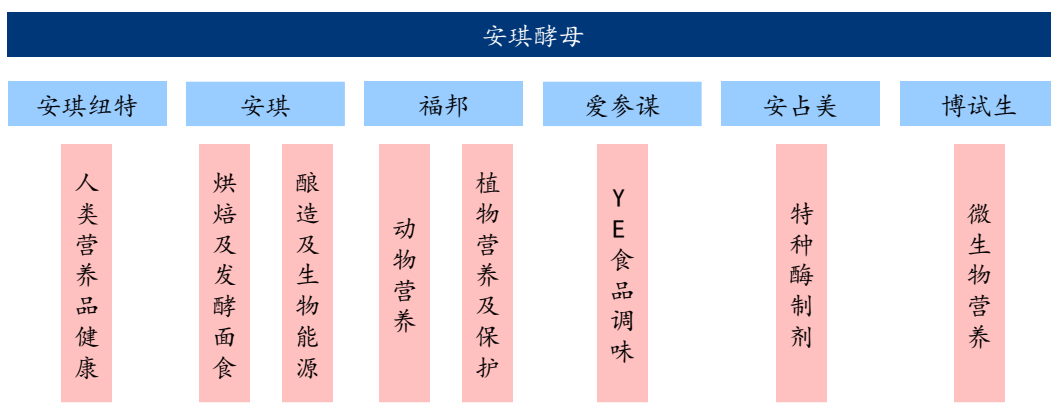 安琪酵母
安琪纽特
安琪
福邦
爱参谋
安占美
博试生
人类营养品健康
烘焙及发酵面食
酿造及生物能源
动物营养
植物营养及保护
YE食品调味
特种酶制剂
微生物营养